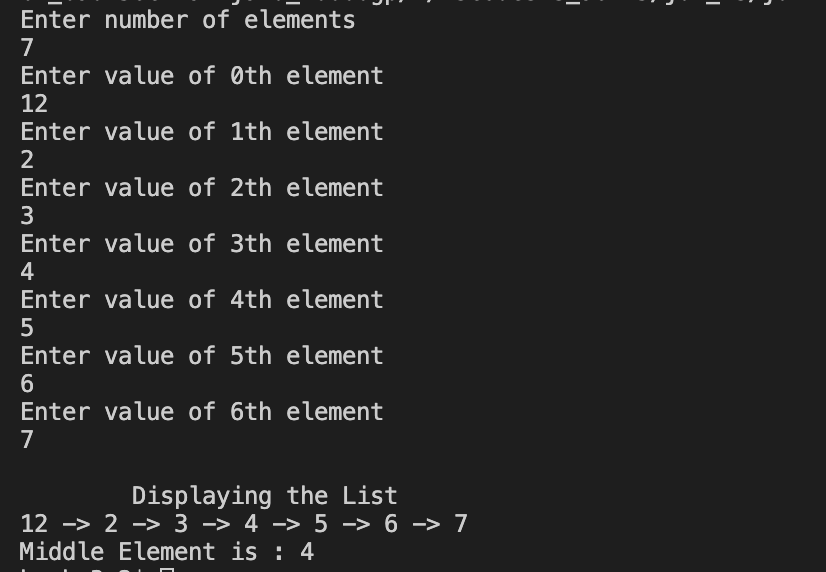 Enter number of elements
7
Enter value of 0th element
12
Enter value of 1th element
2
Enter value of 2th element
3
Enter value of 3th element
4
Enter value of 4th element
5
Enter value of 5th element
6
Enter value of 6th element
7
Displaying the List
12 -> 2 -> 3 -> 4 -> 5 -> 6 -> 7
Middle Element is : 4